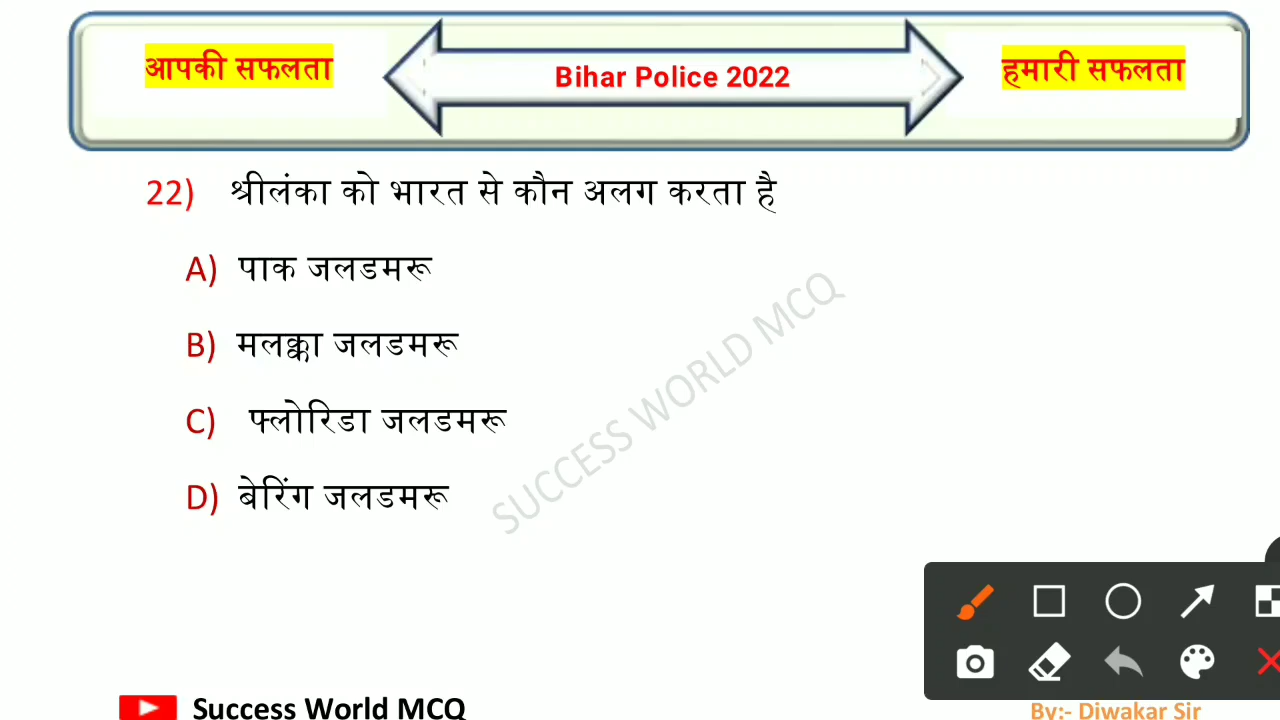 आपकी सफलता
Bihar Police 2022
हमारी सफलता
22) श्रीलंका को भारत से कौन अलग करता है
A) पाक जलडमरू
B) मलक्का जलडमरू
C) फ्लोरिडा जलडमरू
D) बेरिंग जलडमरू
SUCCESS WORLD MCQ
Success World MCQ
By:- Diwakar Sir